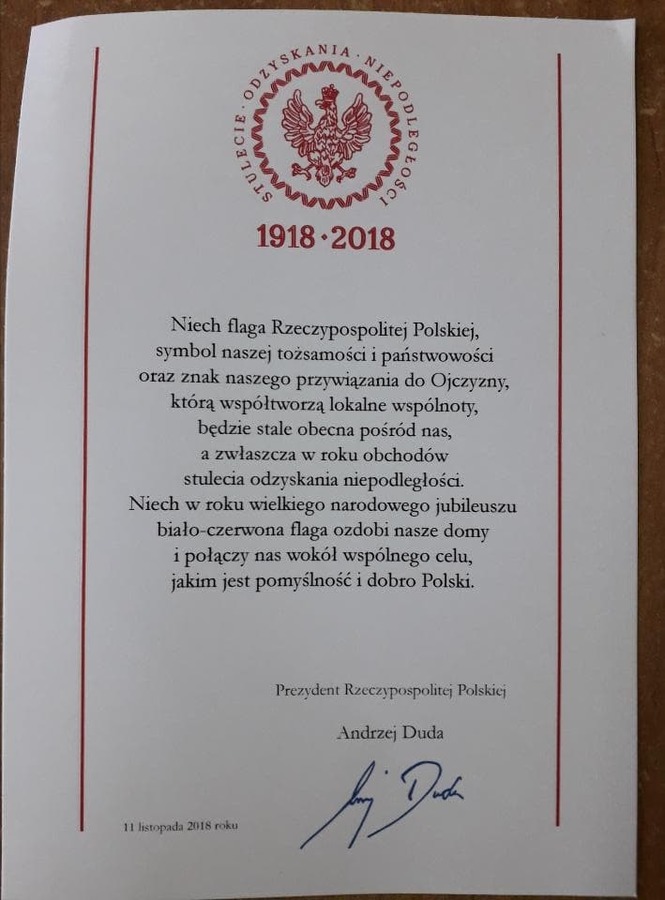 STULECIE · ODZYSKANIA · NIEPODLEGŁOŚCI
1918 · 2018
Niech flaga Rzeczypospolitej Polskiej,
symbol naszej tożsamości i państwowości
oraz znak naszego przywiązania do Ojczyzny,
którą współtworzą lokalne wspólnoty,
będzie stale obecna pośród nas,
a zwłaszcza w roku obchodów
stulecia odzyskania niepodległości.
Niech w roku wielkiego narodowego jubileuszu
biało-czerwona flaga ozdobi nasze domy
i połączy nas wokół wspólnego celu,
jakim jest pomyślność i dobro Polski.
Prezydent Rzeczypospolitej Polskiej
Andrzej Duda
Duda
11 listopada 2018 roku